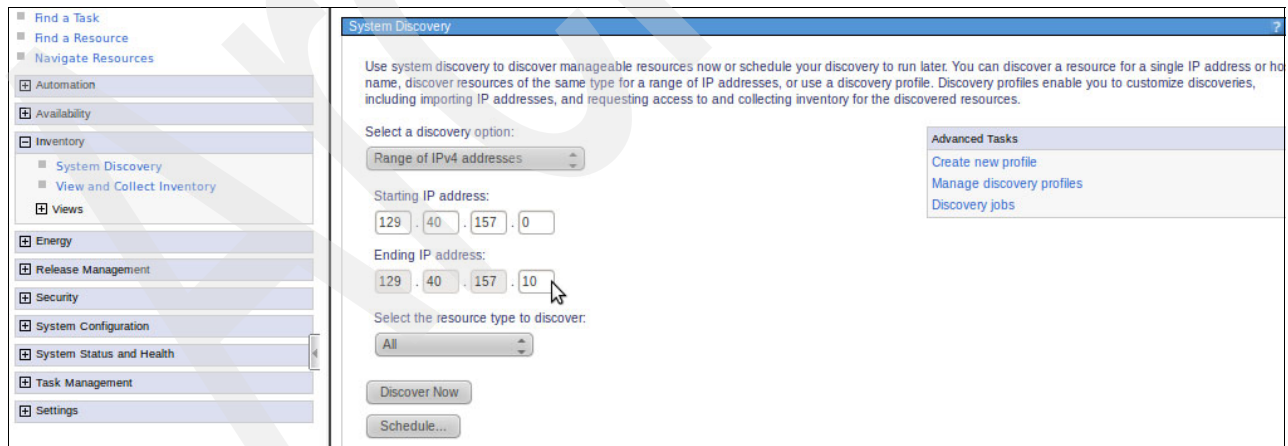 Find a Task
Find a Resource
Navigate Resources
Automation
Availability
Inventory
System Discovery
View and Collect Inventory
Views
Energy
Release Management
Security
System Configuration
System Status and Health
Task Management
Settings
System Discovery ?
Use system discovery to discover manageable resources now or schedule your discovery to run later. You can discover a resource for a single IP address or ho
name, discover resources of the same type for a range of IP addresses, or use a discovery profile. Discovery profiles enable you to customize discoveries,
including importing IP addresses, and requesting access to and collecting inventory for the discovered resources.
Select a discovery option:
Range of IPv4 addresses
Starting IP address:
129 . 40 . 157 . 0
Ending IP address:
129 . 40 . 157 . 10
Select the resource type to discover:
All
Discover Now
Schedule...
Advanced Tasks
Create new profile
Manage discovery profiles
Discovery jobs